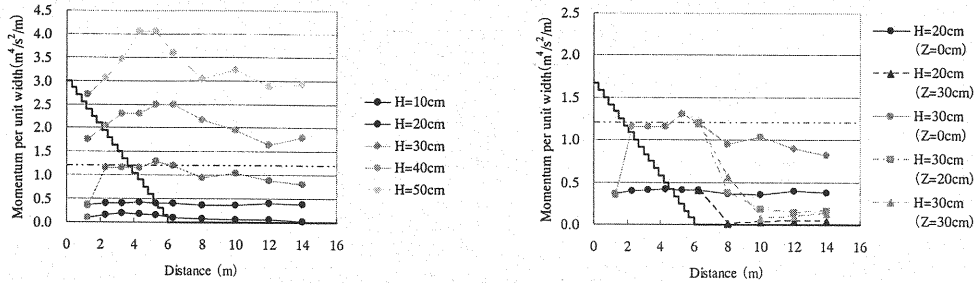 Momentum per unit width(m⁴/s²/m)
4.5
4.0
3.5
3.0
2.5
2.0
1.5
1.0
0.5
0.0
0 2 4 6 8 10 12 14 16
Distance (m)
H=10cm
H=20cm
H=30cm
H=40cm
H=50cm
Momentum per unit width (m⁴/s²/m)
2.5
2.0
1.5
1.0
0.5
0.0
0 2 4 6 8 10 12 14 16
Distance (m)
H=20cm
(Z=0cm)
H=20cm
(Z=30cm)
H=30cm
(Z=0cm)
H=30cm
(Z=20cm)
H=30cm
(Z=30cm)